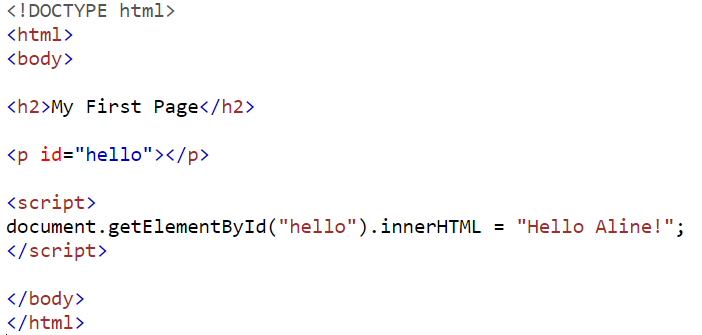 <!DOCTYPE html>
<html>
<body>
<h2>My First Page</h2>
<p id="hello"></p>
<script>
document.getElementById("hello").innerHTML = "Hello Aline!";
</script>
</body>
</html>